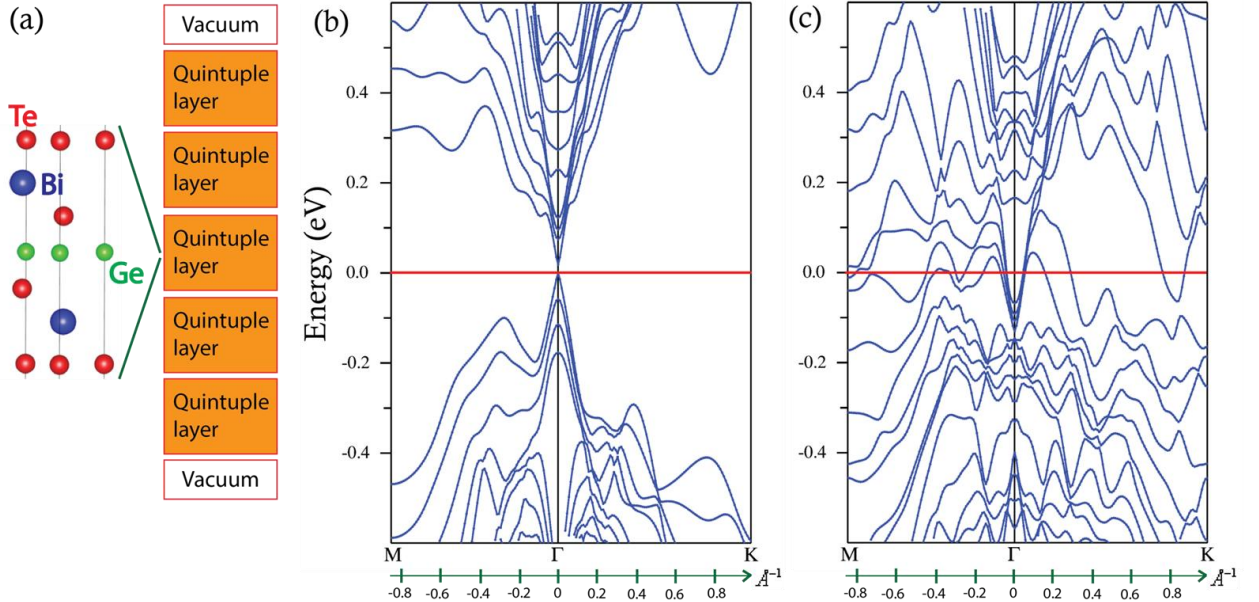 (a)
Vacuum
Quintuple
layer
Quintuple
layer
Quintuple
layer
Quintuple
layer
Quintuple
layer
Vacuum
Te
Bi
Ge
(b)
Energy (eV)
0.4
0.2
0.0
-0.2
-0.4
M Γ K
-0.8 -0.6 -0.4 -0.2 0 0.2 0.4 0.6 0.8 Å⁻¹
(c)
0.4
0.2
0.0
-0.2
-0.4
M Γ K
-0.8 -0.6 -0.4 -0.2 0 0.2 0.4 0.6 0.8 Å⁻¹